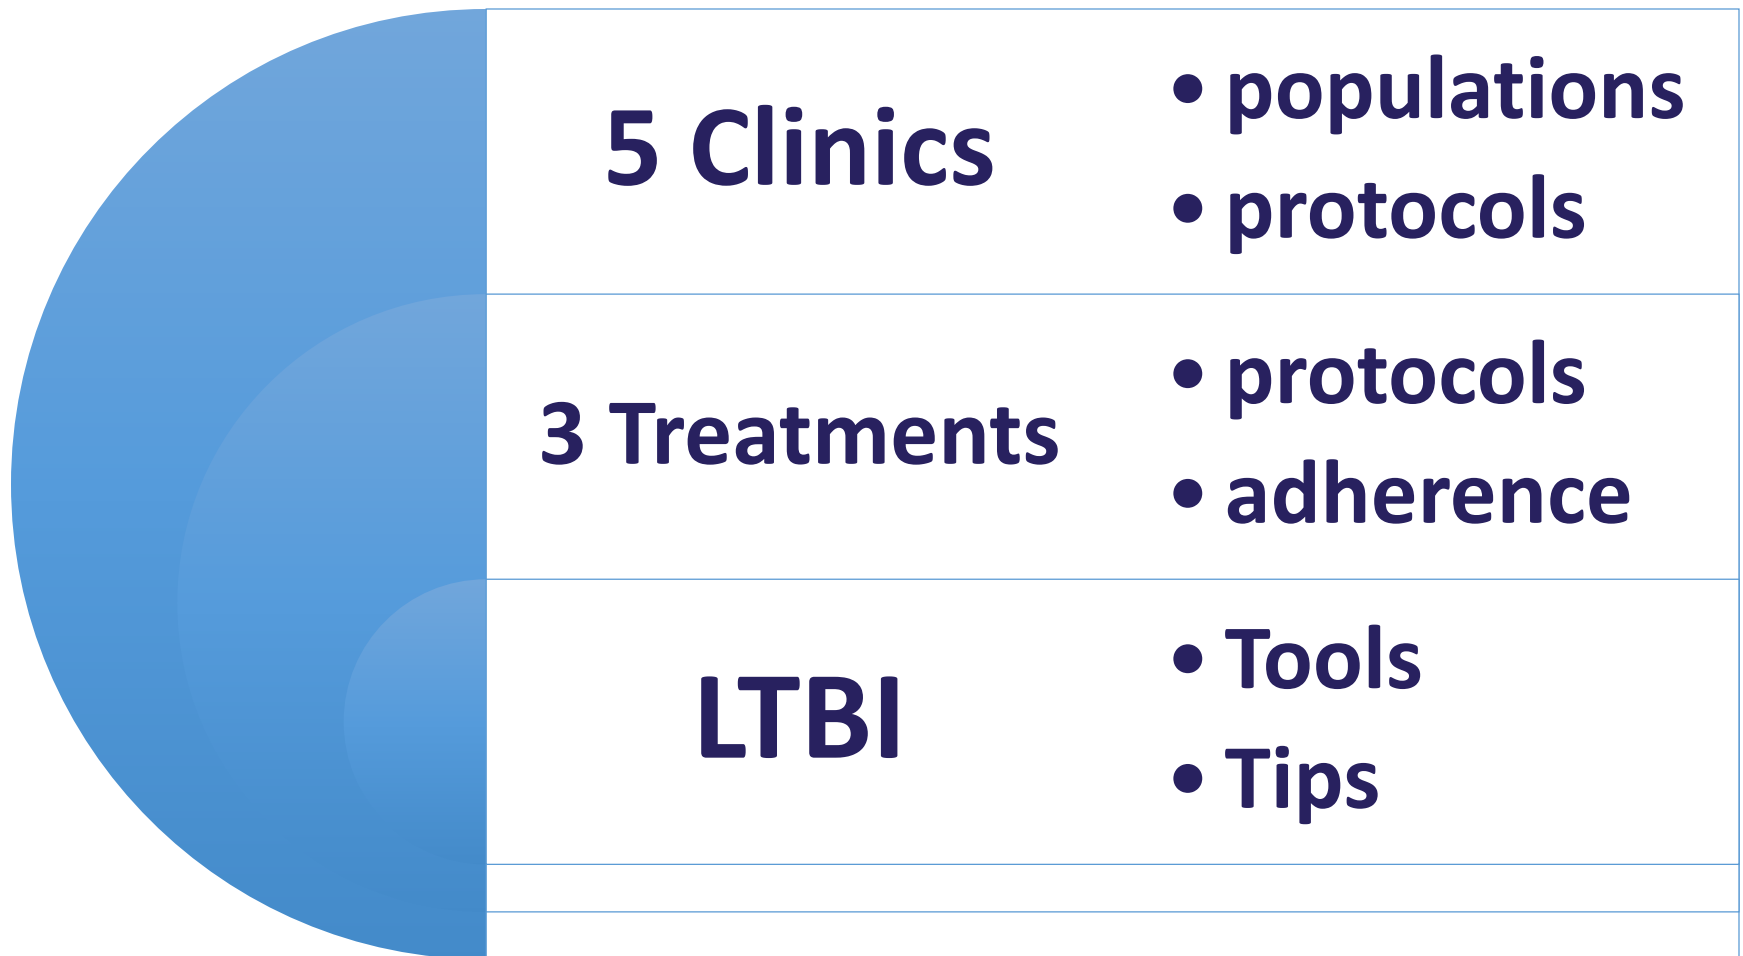 5 Clinics
• populations
• protocols
3 Treatments
• protocols
• adherence
LTBI
• Tools
• Tips